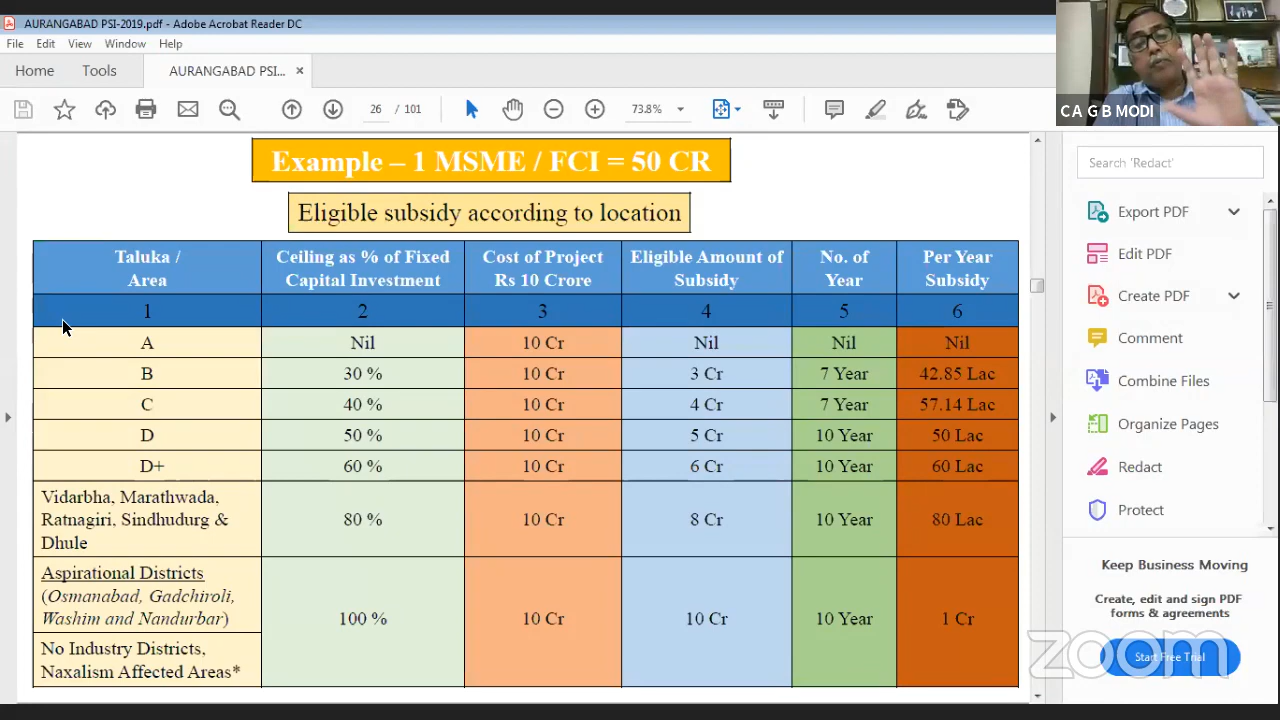 AURANGABAD PSI-2019.pdf - Adobe Acrobat Reader DC
File Edit View Window Help
Home Tools AURANGABAD PSI... ×
26 / 101 73.8%
C A G B MODI
Example – 1 MSME / FCI = 50 CR
Eligible subsidy according to location
Taluka / Area Ceiling as % of Fixed Capital Investment Cost of Project Rs 10 Crore Eligible Amount of Subsidy No. of Year Per Year Subsidy
1 2 3 4 5 6
A Nil 10 Cr Nil Nil Nil
B 30 % 10 Cr 3 Cr 7 Year 42.85 Lac
C 40 % 10 Cr 4 Cr 7 Year 57.14 Lac
D 50 % 10 Cr 5 Cr 10 Year 50 Lac
D+ 60 % 10 Cr 6 Cr 10 Year 60 Lac
Vidarbha, Marathwada,
Ratnagiri, Sindhudurg &
Dhule
80 % 10 Cr 8 Cr 10 Year 80 Lac
Aspirational Districts
(Osmanabad, Gadchiroli,
Washim and Nandurbar)
No Industry Districts,
Naxalism Affected Areas*
100 % 10 Cr 10 Cr 10 Year 1 Cr
Search 'Redact'
Export PDF
Edit PDF
Create PDF
Comment
Combine Files
Organize Pages
Redact
Protect
Keep Business Moving
Create, edit and sign PDF
forms & agreements
Start Free Trial
zoom